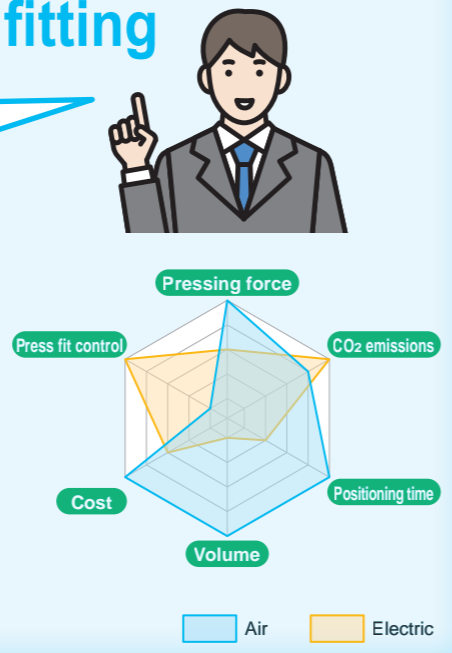 fitting
Pressing force
Press fit control
CO₂ emissions
Cost
Positioning time
Volume
Air
Electric